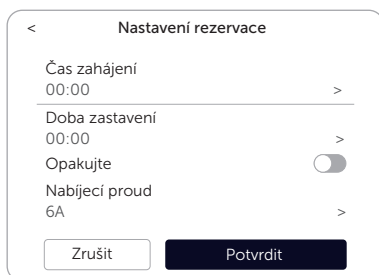 < Nastavení rezervace
Čas zahájení
00:00 >
Doba zastavení
00:00 >
Opakujte
Nabíjecí proud
6A >
Zrušit Potvrdit